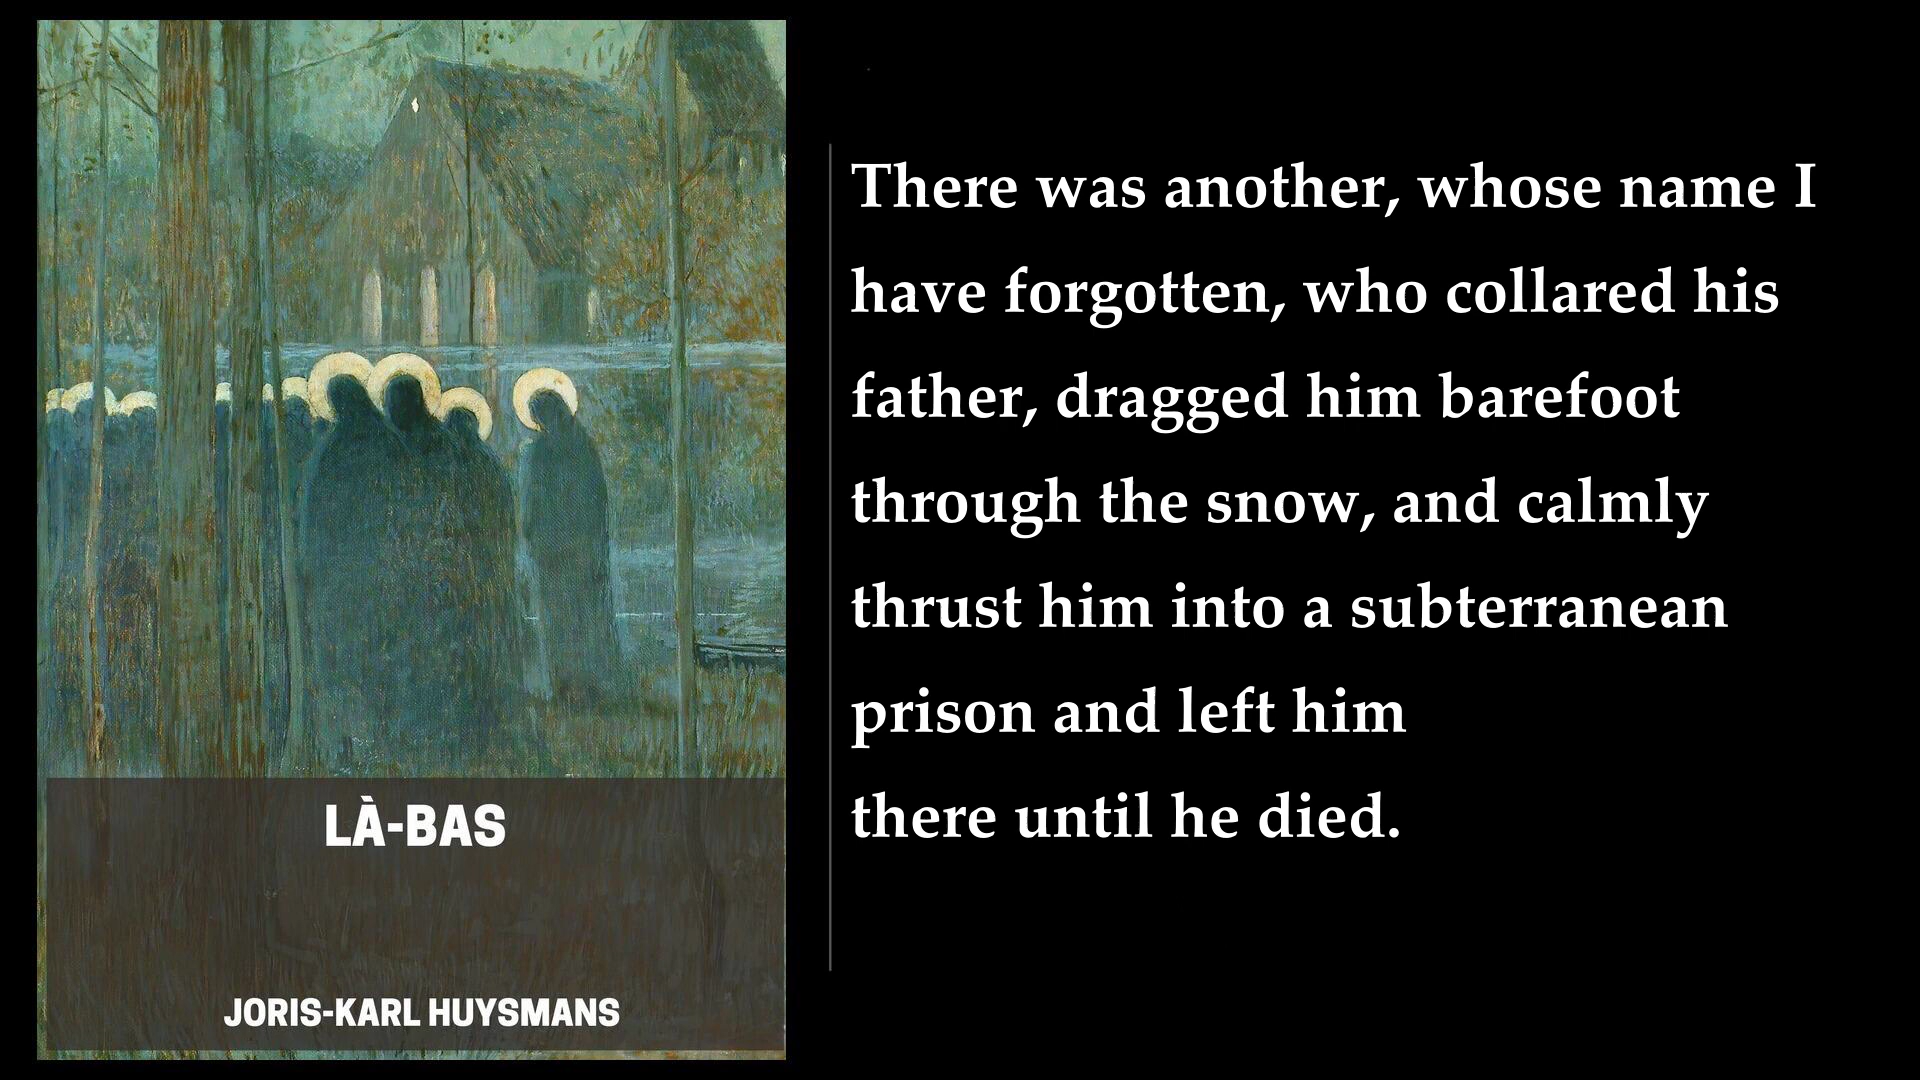 LÀ-BAS
JORIS-KARL HUYSMANS
There was another, whose name I
have forgotten, who collared his
father, dragged him barefoot
through the snow, and calmly
thrust him into a subterranean
prison and left him
there until he died.